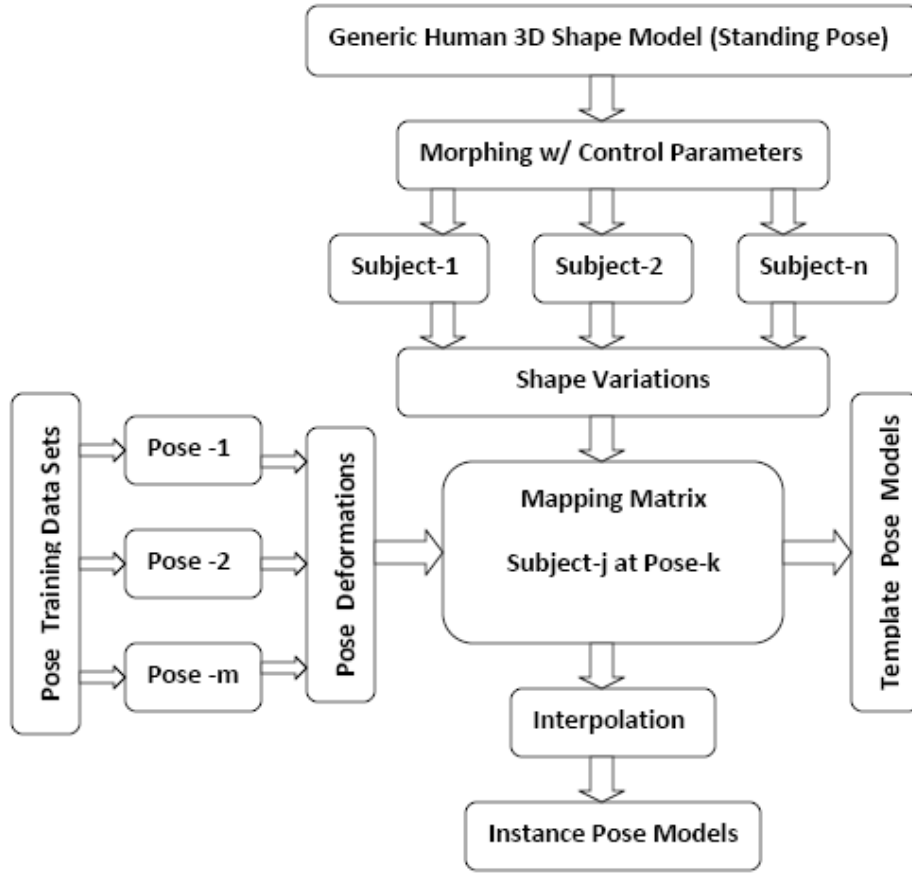 Generic Human 3D Shape Model (Standing Pose)
Morphing w/ Control Parameters
Subject-1
Subject-2
Subject-n
Shape Variations
Pose Training Data Sets
Pose -1
Pose -2
Pose -m
Pose Deformations
Mapping Matrix
Subject-j at Pose-k
Template Pose Models
Interpolation
Instance Pose Models